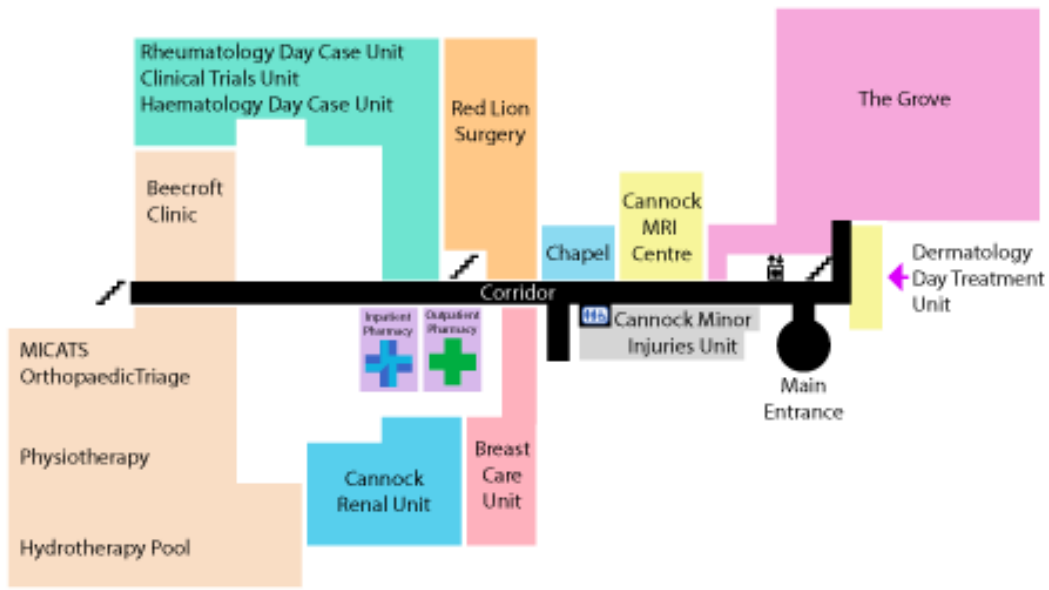 Rheumatology Day Case Unit
Clinical Trials Unit
Haematology Day Case Unit
Red Lion
Surgery
The Grove
Beecroft
Clinic
Cannock
MRI
Centre
Chapel
Dermatology
Day Treatment
Unit
Corridor
Inpatient
Pharmacy
Outpatient
Pharmacy
Cannock Minor
Injuries Unit
MICATS
OrthopaedicTriage
Main
Entrance
Physiotherapy
Breast
Care
Unit
Cannock
Renal Unit
Hydrotherapy Pool